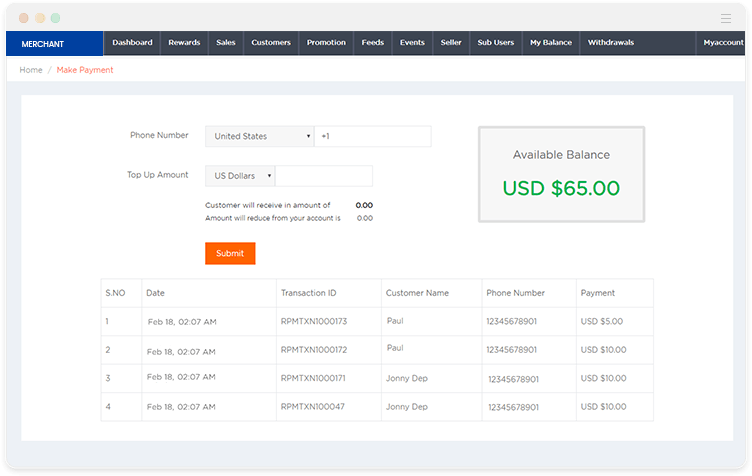 MERCHANT Dashboard Rewards Sales Customers Promotion Feeds Events Seller Sub Users My Balance Withdrawals Myaccount
Home / Make Payment
Phone Number United States +1
Available Balance
USD $65.00
Top Up Amount US Dollars
Customer will receive in amount of 0.00
Amount will reduce from your account is 0.00
Submit
S.NO Date Transaction ID Customer Name Phone Number Payment
1 Feb 18, 02:07 AM RPMTXN1000173 Paul 12345678901 USD $5.00
2 Feb 18, 02:07 AM RPMTXN1000172 Paul 12345678901 USD $10.00
3 Feb 18, 02:07 AM RPMTXN1000171 Jonny Dep 12345678901 USD $10.00
4 Feb 18, 02:07 AM RPMTXN100047 Jonny Dep 12345678901 USD $10.00